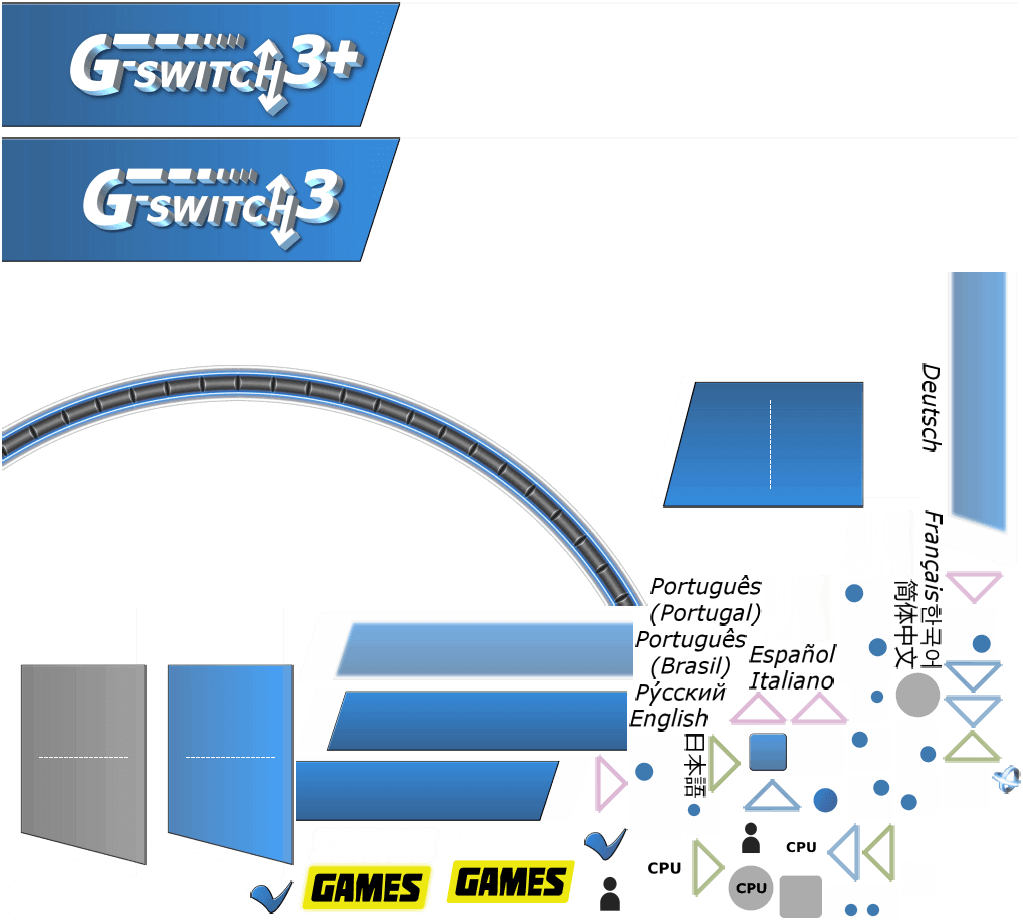 G-SWITCH 3+
G-SWITCH 3
Deutsch
Français
한국어
简体中文
Português
(Portugal)
Português
(Brasil)
Español
Italiano
Русский
English
日本語
CPU
CPU
CPU
GAMES
GAMES